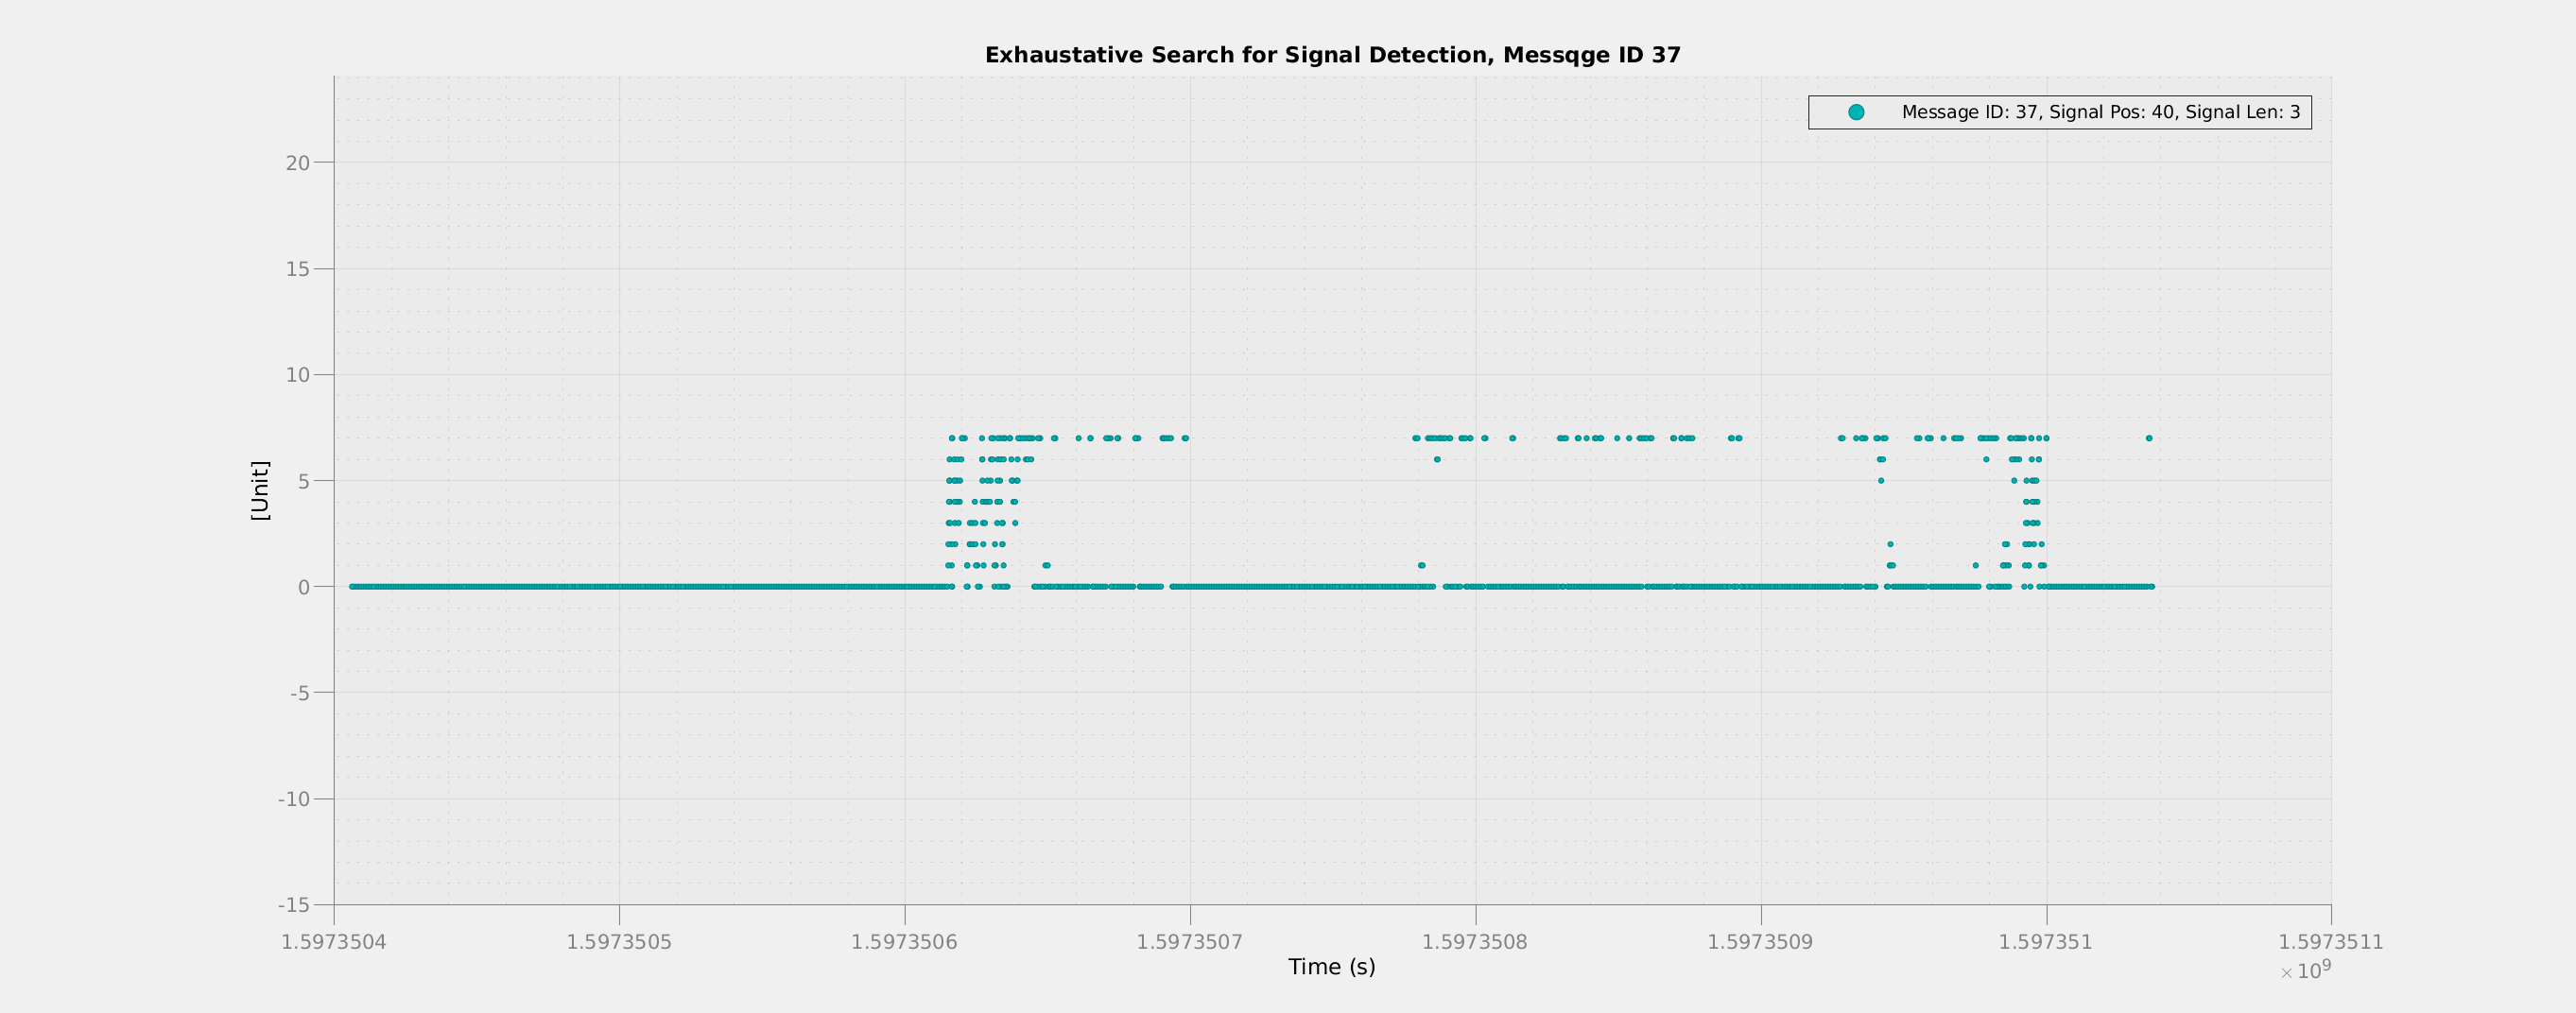 Exhaustative Search for Signal Detection, Messqge ID 37
Message ID: 37, Signal Pos: 40, Signal Len: 3
20
15
10
5
0
-5
-10
-15
[Unit]
1.5973504 1.5973505 1.5973506 1.5973507 1.5973508 1.5973509 1.597351 1.5973511
Time (s)
× 10⁹